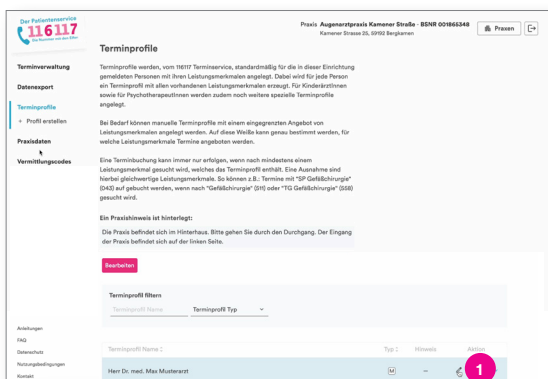 Der Patientenservice
116117
Die Nummer mit den Elfen
Praxis Augenarztpraxis Kamener Straße · BSNR 001865348
Kamener Strasse 25, 59192 Bergkamen
Praxen
Terminprofile
Terminverwaltung
Datenexport
Terminprofile
+ Profil erstellen
Praxisdaten
Vermittlungscodes
Terminprofile werden, vom 116117 Terminservice, standardmäßig für die in dieser Einrichtung
gemeldeten Personen mit ihren Leistungsmerkmalen angelegt. Dabei wird für jede Person
ein Terminprofil mit allen vorhandenen Leistungsmerkmalen erzeugt. Für KinderärztInnen
sowie für PsychotherapeutInnen werden zudem noch weitere spezielle Terminprofile
angelegt.
Bei Bedarf können manuelle Terminprofile mit einem eingegrenzten Angebot von
Leistungsmerkmalen angelegt werden. Auf diese Weiße kann genau bestimmt werden, für
welche Leistungsmerkmale Termine angeboten werden.
Eine Terminbuchung kann immer nur erfolgen, wenn nach mindestens einem
Leistungsmerkmal gesucht wird, welches das Terminprofil enthält. Eine Ausnahme sind
hierbei gleichwertige Leistungsmerkmale. So können z.B.: Termine mit "SP Gefäßchirurgie"
(043) auf gebucht werden, wenn nach "Gefäßchirurgie" (511) oder "TG Gefäßchirurgie" (558)
gesucht wird.
Ein Praxishinweis ist hinterlegt:
Die Praxis befindet sich im Hinterhaus. Bitte gehen Sie durch den Durchgang. Der Eingang
der Praxis befindet sich auf der linken Seite.
Bearbeiten
Terminprofil filtern
Terminprofil Name
Terminprofil Typ
Anleitungen
FAQ
Datenschutz
Nutzungsbedingungen
Kontakt
Terminprofil Name
Typ
Hinweis
Aktion
Herr Dr. med. Max Musterarzt
M
–
1